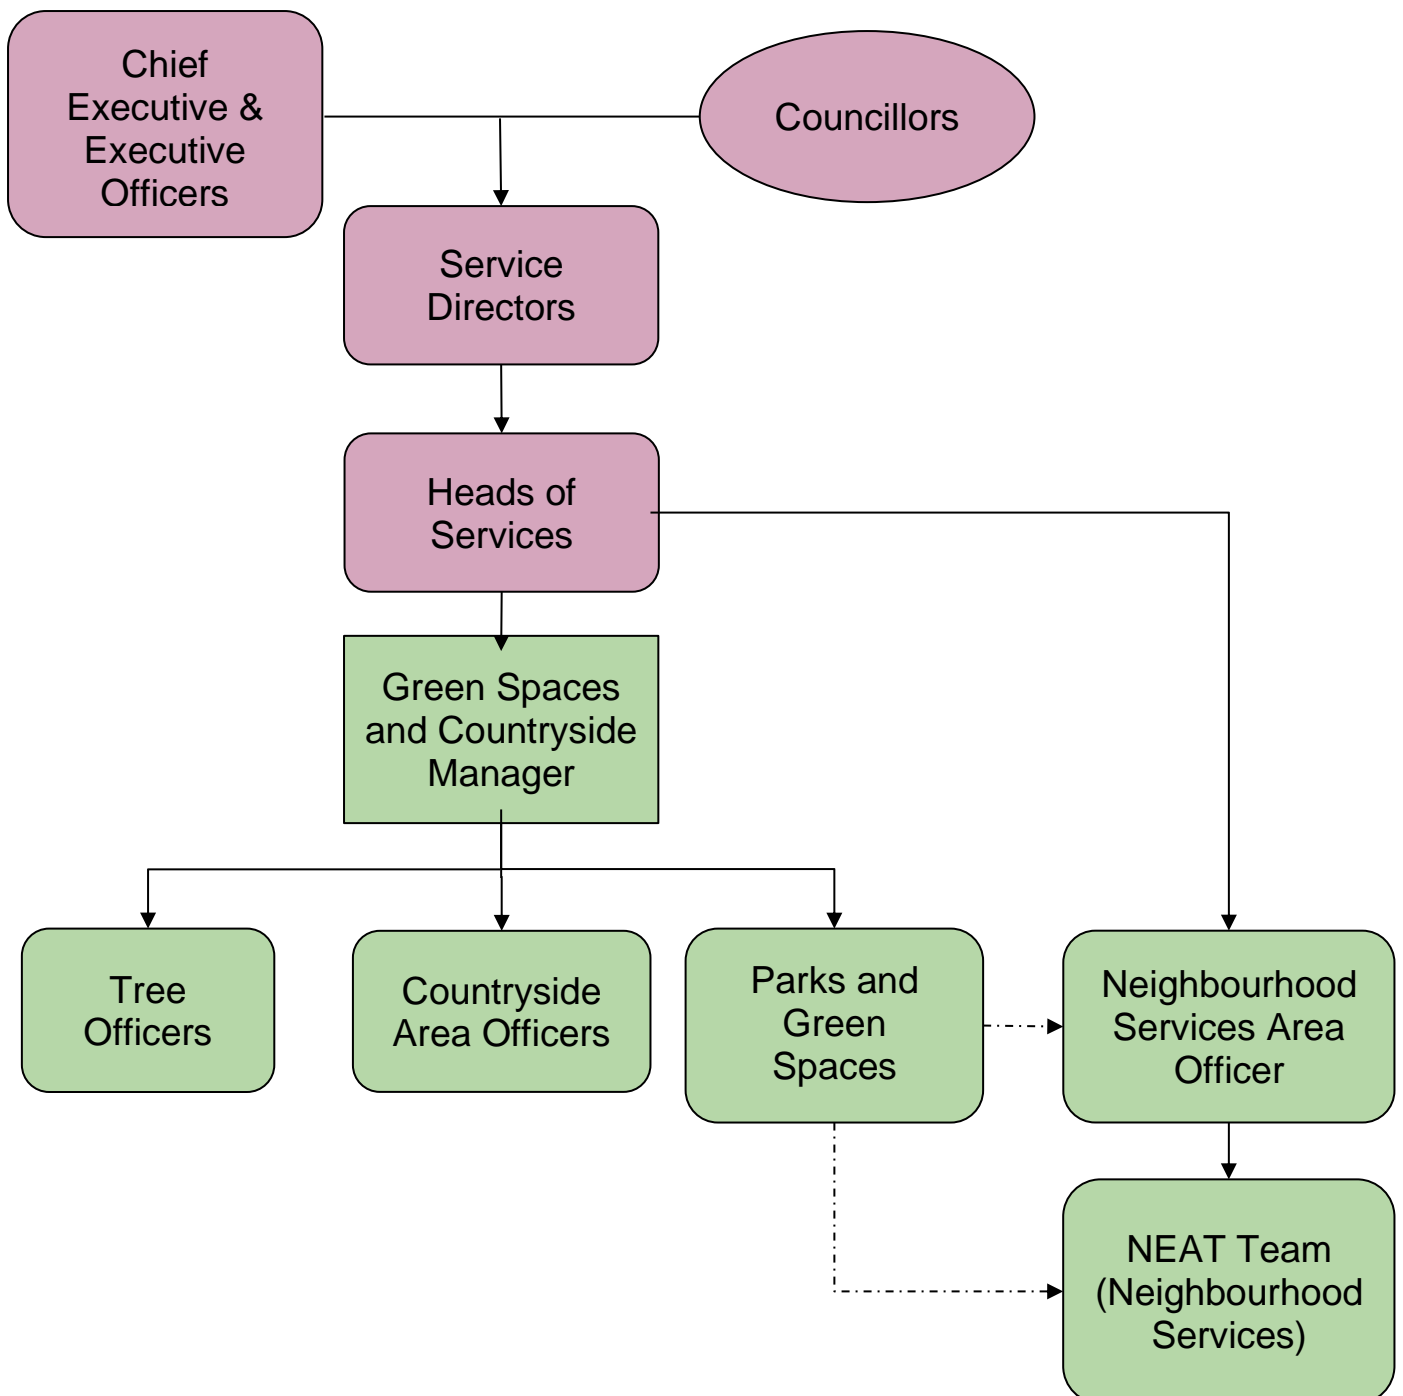 Chief
Executive &
Executive
Officers
Councillors
Service
Directors
Heads of
Services
Green Spaces
and Countryside
Manager
Tree
Officers
Countryside
Area Officers
Parks and
Green
Spaces
Neighbourhood
Services Area
Officer
NEAT Team
(Neighbourhood
Services)